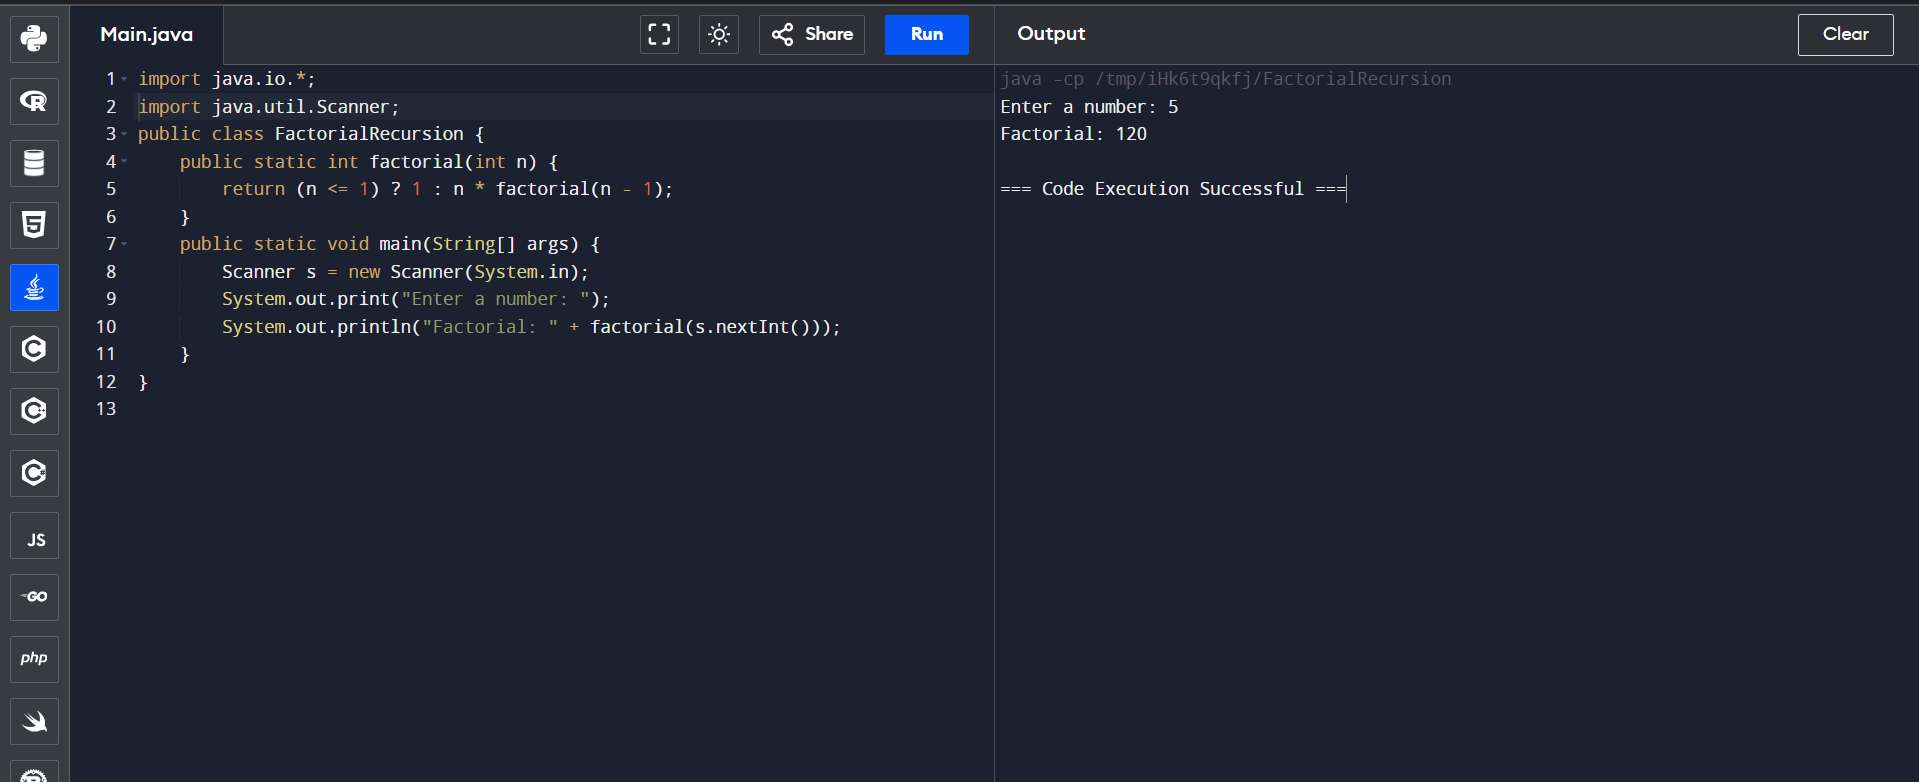 Main.java
Share
Run
Output
Clear
1 import java.io.*;
2 import java.util.Scanner;
3 public class FactorialRecursion {
4     public static int factorial(int n) {
5         return (n <= 1) ? 1 : n * factorial(n - 1);
6     }
7     public static void main(String[] args) {
8         Scanner s = new Scanner(System.in);
9         System.out.print("Enter a number: ");
10         System.out.println("Factorial: " + factorial(s.nextInt()));
11     }
12 }
13
java -cp /tmp/iHk6t9qkfj/FactorialRecursion
Enter a number: 5
Factorial: 120
=== Code Execution Successful ===
R
5
C
C++
C#
JS
GO
php
R